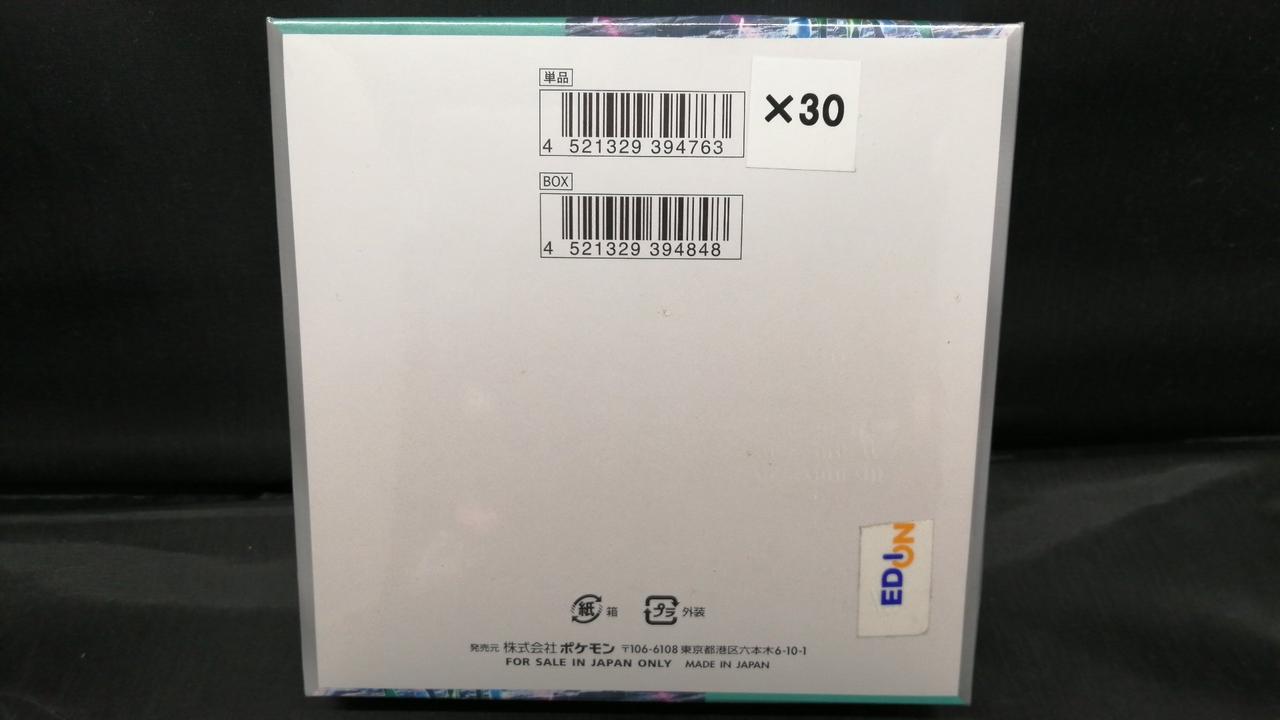 単品
×30
4 521329 394763
BOX
4 521329 394848
EDION
紙 箱
プラ 外装
発売元 株式会社 ポケモン 〒106-6108 東京都港区六本木6-10-1
FOR SALE IN JAPAN ONLY MADE IN JAPAN